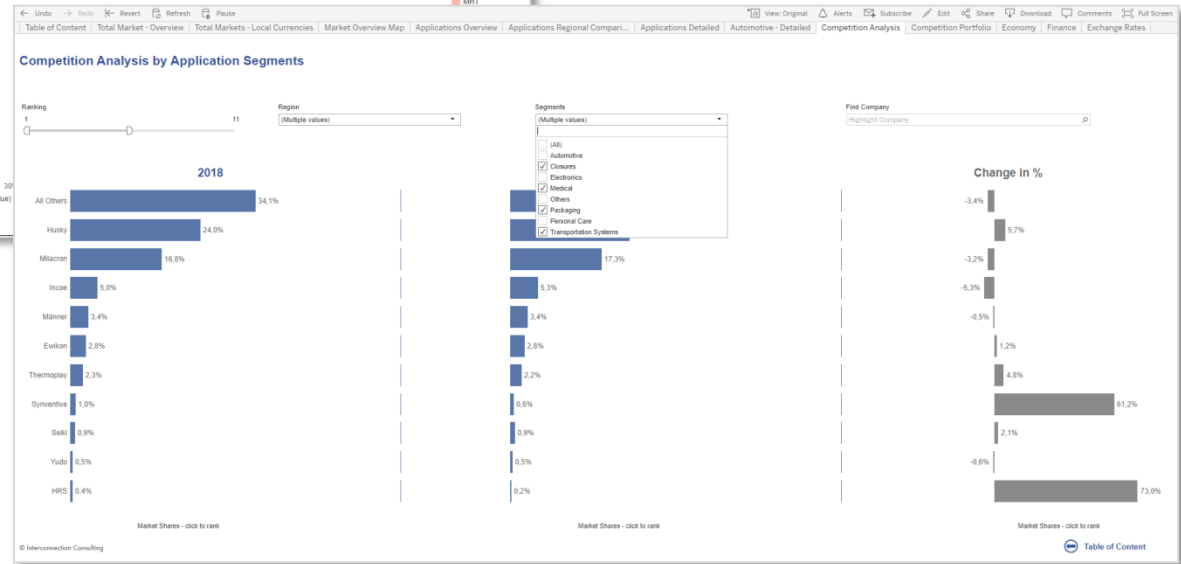 MRT
← Undo → Redo Revert Refresh Pause View: Original Alerts Subscribe Edit Share Download Comments Full Screen
Table of Content Total Market - Overview Total Markets - Local Currencies Market Overview Map Applications Overview Applications Regional Compari... Applications Detailed Automotive - Detailed Competition Analysis Competition Portfolio Economy Finance Exchange Rates
Competition Analysis by Application Segments
Ranking Region Segments Find Company
1 11 (Multiple values) (Multiple values) Highlight Company
(All)
Automotive
Closures
Electronics
Medical
Others
Packaging
Personal Care
Transportation Systems
2018 Change in %
30%
All Others 34,1% -3,4%
Husky 24,0% 5,7%
Milacron 16,8% 17,3% -3,2%
Incoe 5,0% 5,3% -5,3%
Männer 3,4% 3,4% -0,5%
Ewikon 2,8% 2,8% 1,2%
Thermoplay 2,3% 2,2% 4,8%
Synventive 1,0% 0,6% 61,2%
Seiki 0,9% 0,9% 2,1%
Yudo 0,5% 0,5% -0,6%
HRS 0,4% 0,2% 73,0%
Market Shares - click to rank Market Shares - click to rank Market Shares - click to rank
© Interconnection Consulting Table of Content